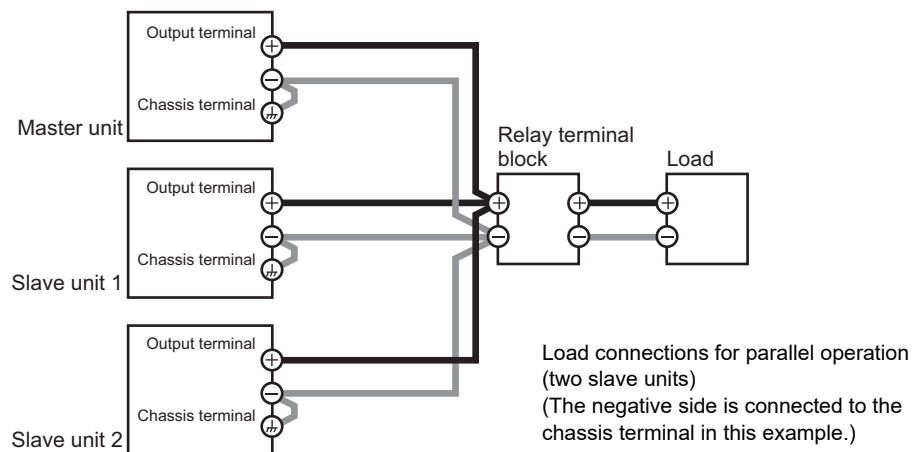 Output terminal
Chassis terminal
Master unit
Relay terminal
block
Load
Output terminal
Chassis terminal
Slave unit 1
Output terminal
Chassis terminal
Slave unit 2
Load connections for parallel operation
(two slave units)
(The negative side is connected to the
chassis terminal in this example.)